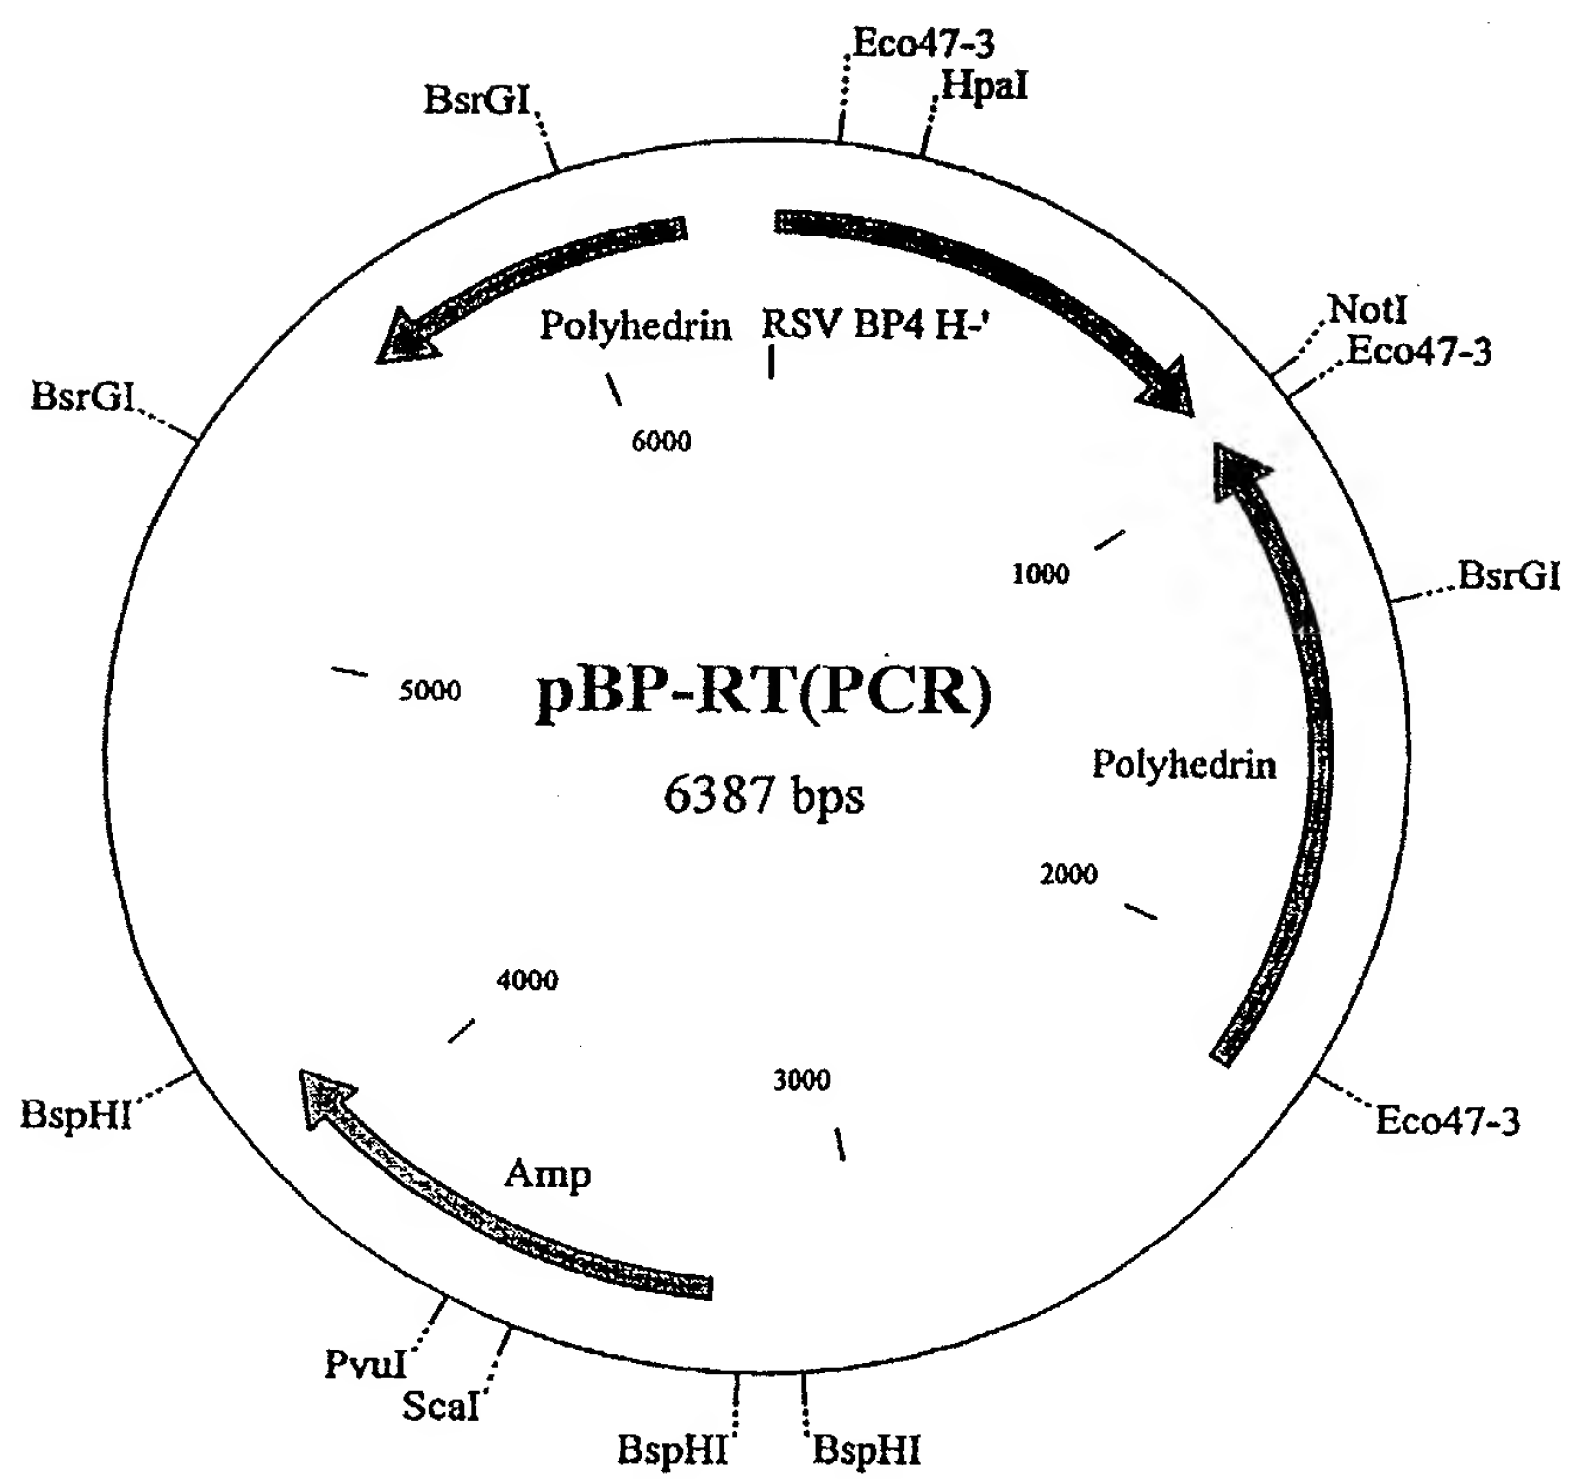 Eco47-3
HpaI
BsrGI
NotI
Eco47-3
Polyhedrin
RSV BP4 H-'
BsrGI
6000
1000
BsrGI
5000
pBP-RT(PCR)
6387 bps
Polyhedrin
2000
4000
3000
BspHI
Eco47-3
Amp
PvuI
ScaI
BspHI
BspHI